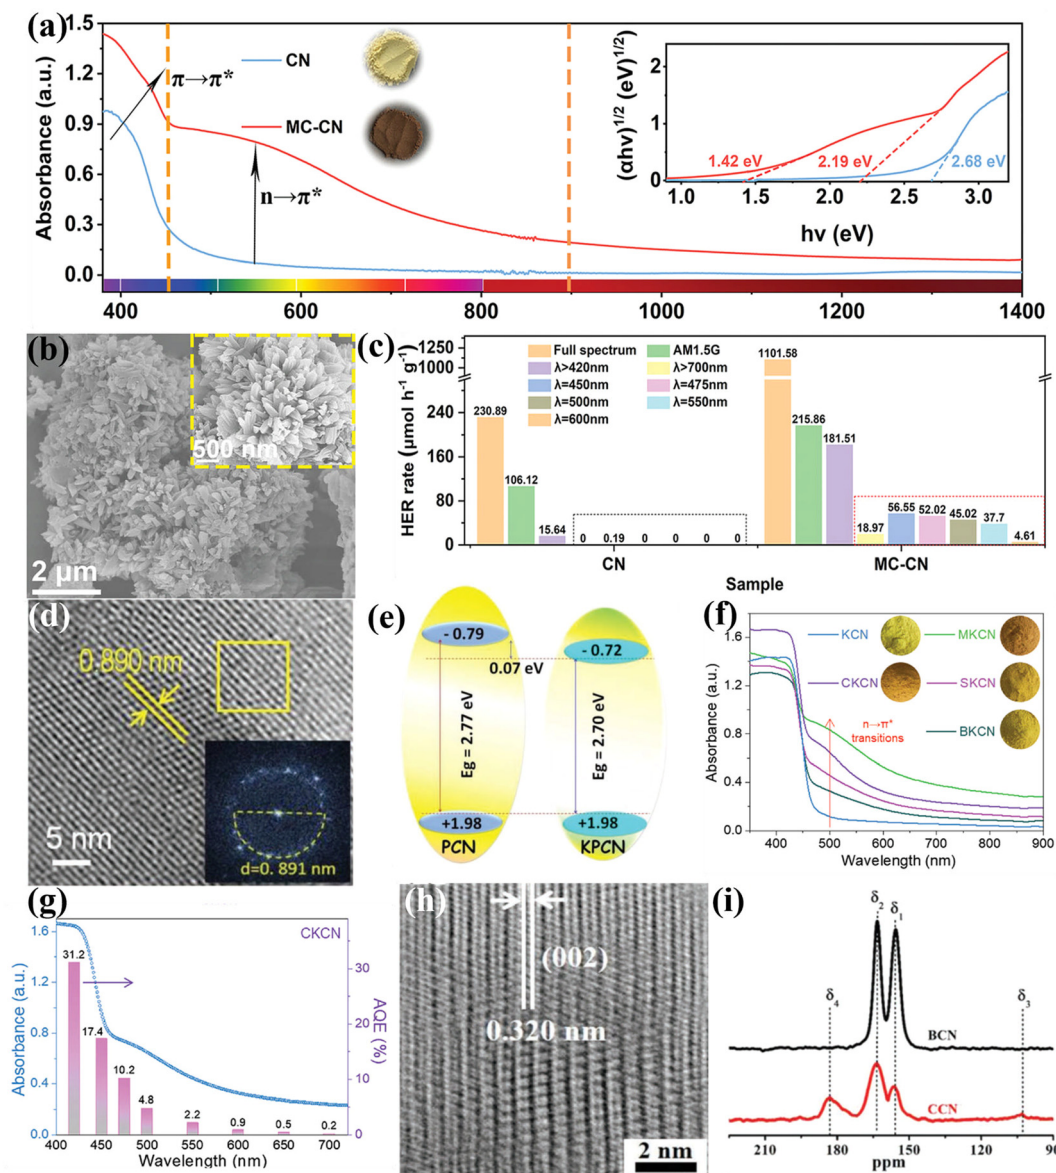 (a)
Absorbance (a.u.)
1.5
1.2
0.9
0.6
0.3
0.0
π→π*
n→π*
CN
MC-CN
400
600
800
1000
1200
1400
(αhν)1/2 (eV)1/2
2
1
0
1.42 eV
2.19 eV
2.68 eV
1.0
1.5
2.0
2.5
3.0
hν (eV)
(b)
500 nm
2 μm
(c)
HER rate (μmol h⁻¹ g⁻¹)
1250
1000
240
160
80
0
Full spectrum
AM1.5G
λ>420nm
λ>700nm
λ=450nm
λ=475nm
λ=500nm
λ=550nm
λ=600nm
230.89
106.12
15.64
0
0.19
0
0
0
0
1101.58
215.86
181.51
18.97
56.55
52.02
45.02
37.7
4.61
CN
MC-CN
Sample
(d)
0.890 nm
5 nm
d=0. 891 nm
(e)
- 0.79
- 0.72
0.07 eV
Eg = 2.77 eV
Eg = 2.70 eV
+1.98
+1.98
PCN
KPCN
(f)
Absorbance (a.u.)
1.6
1.2
0.8
0.4
0.0
KCN
MKCN
CKCN
SKCN
BKCN
n→π*
transitions
400
500
600
700
800
900
Wavelength (nm)
(g)
Absorbance (a.u.)
1.6
1.2
0.8
0.4
0.0
CKCN
31.2
17.4
10.2
4.8
2.2
0.9
0.5
0.2
30
20
10
0
AQE (%)
400
450
500
550
600
650
700
Wavelength (nm)
(h)
(002)
0.320 nm
2 nm
(i)
δ4
δ2
δ1
δ3
BCN
CCN
210
180
150
120
90
ppm